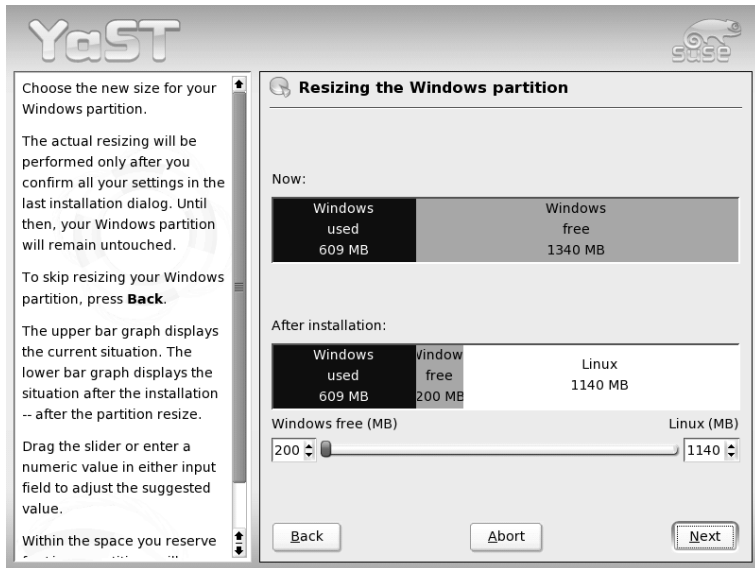 YaST
SUSE
Choose the new size for your
Windows partition.
The actual resizing will be
performed only after you
confirm all your settings in the
last installation dialog. Until
then, your Windows partition
will remain untouched.
To skip resizing your Windows
partition, press Back.
The upper bar graph displays
the current situation. The
lower bar graph displays the
situation after the installation
-- after the partition resize.
Drag the slider or enter a
numeric value in either input
field to adjust the suggested
value.
Within the space you reserve
Resizing the Windows partition
Now:
Windows
used
609 MB
Windows
free
1340 MB
After installation:
Windows
used
609 MB
Window
free
200 MB
Linux
1140 MB
Windows free (MB)
Linux (MB)
200
1140
Back
Abort
Next